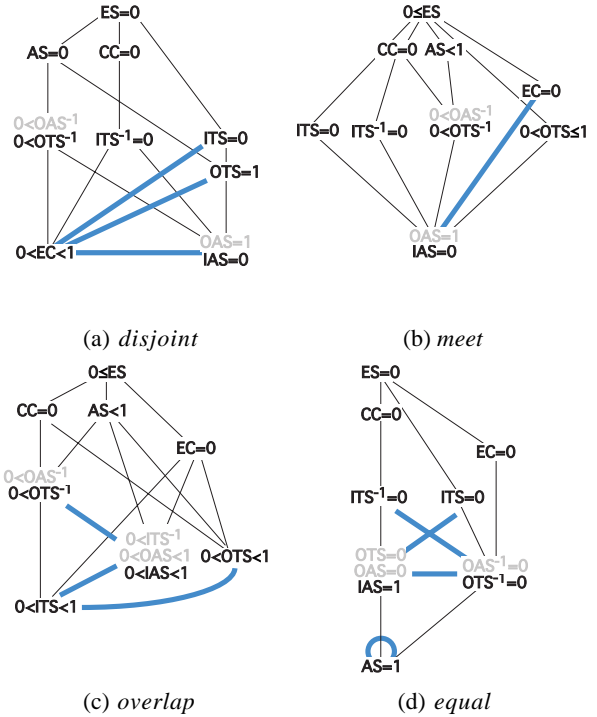 ES=0
AS=0 CC=0
0<OAS⁻¹
0<OTS⁻¹ ITS⁻¹=0 ITS=0
OTS=1
OAS=1
0<EC<1 IAS=0
(a) disjoint
0≤ES
CC=0 AS<1
EC=0
0<OAS⁻¹
ITS=0 ITS⁻¹=0 0<OTS⁻¹ 0<OTS≤1
OAS=1
IAS=0
(b) meet
0≤ES
CC=0 AS<1
EC=0
0<OAS⁻¹
0<OTS⁻¹
0<ITS⁻¹
0<OAS<1 0<OTS<1
0<IAS<1
0<ITS<1
(c) overlap
ES=0
CC=0
EC=0
ITS⁻¹=0 ITS=0
OTS=0
OAS=0 OAS⁻¹=0
IAS=1 OTS⁻¹=0
AS=1
(d) equal